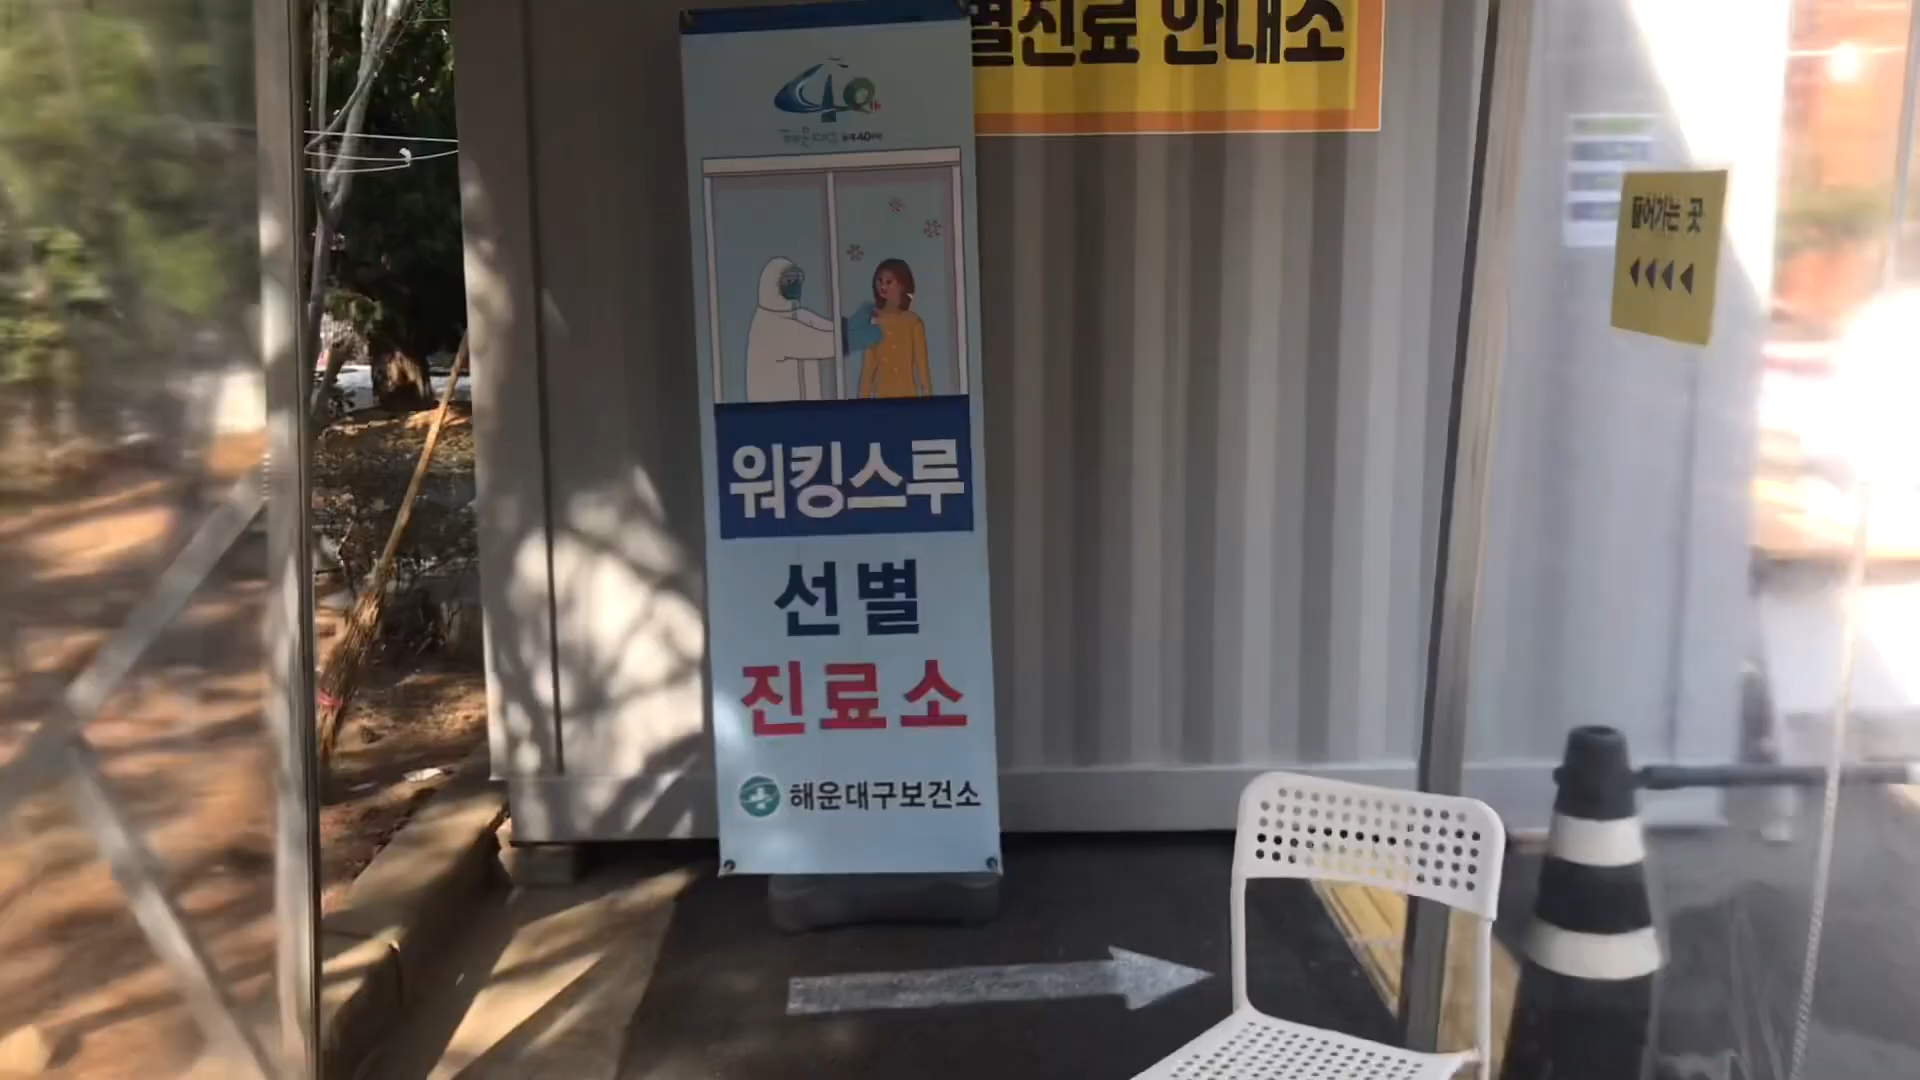 별진료 안내소
들어가는 곳
워킹스루
선별
진료소
해운대구보건소